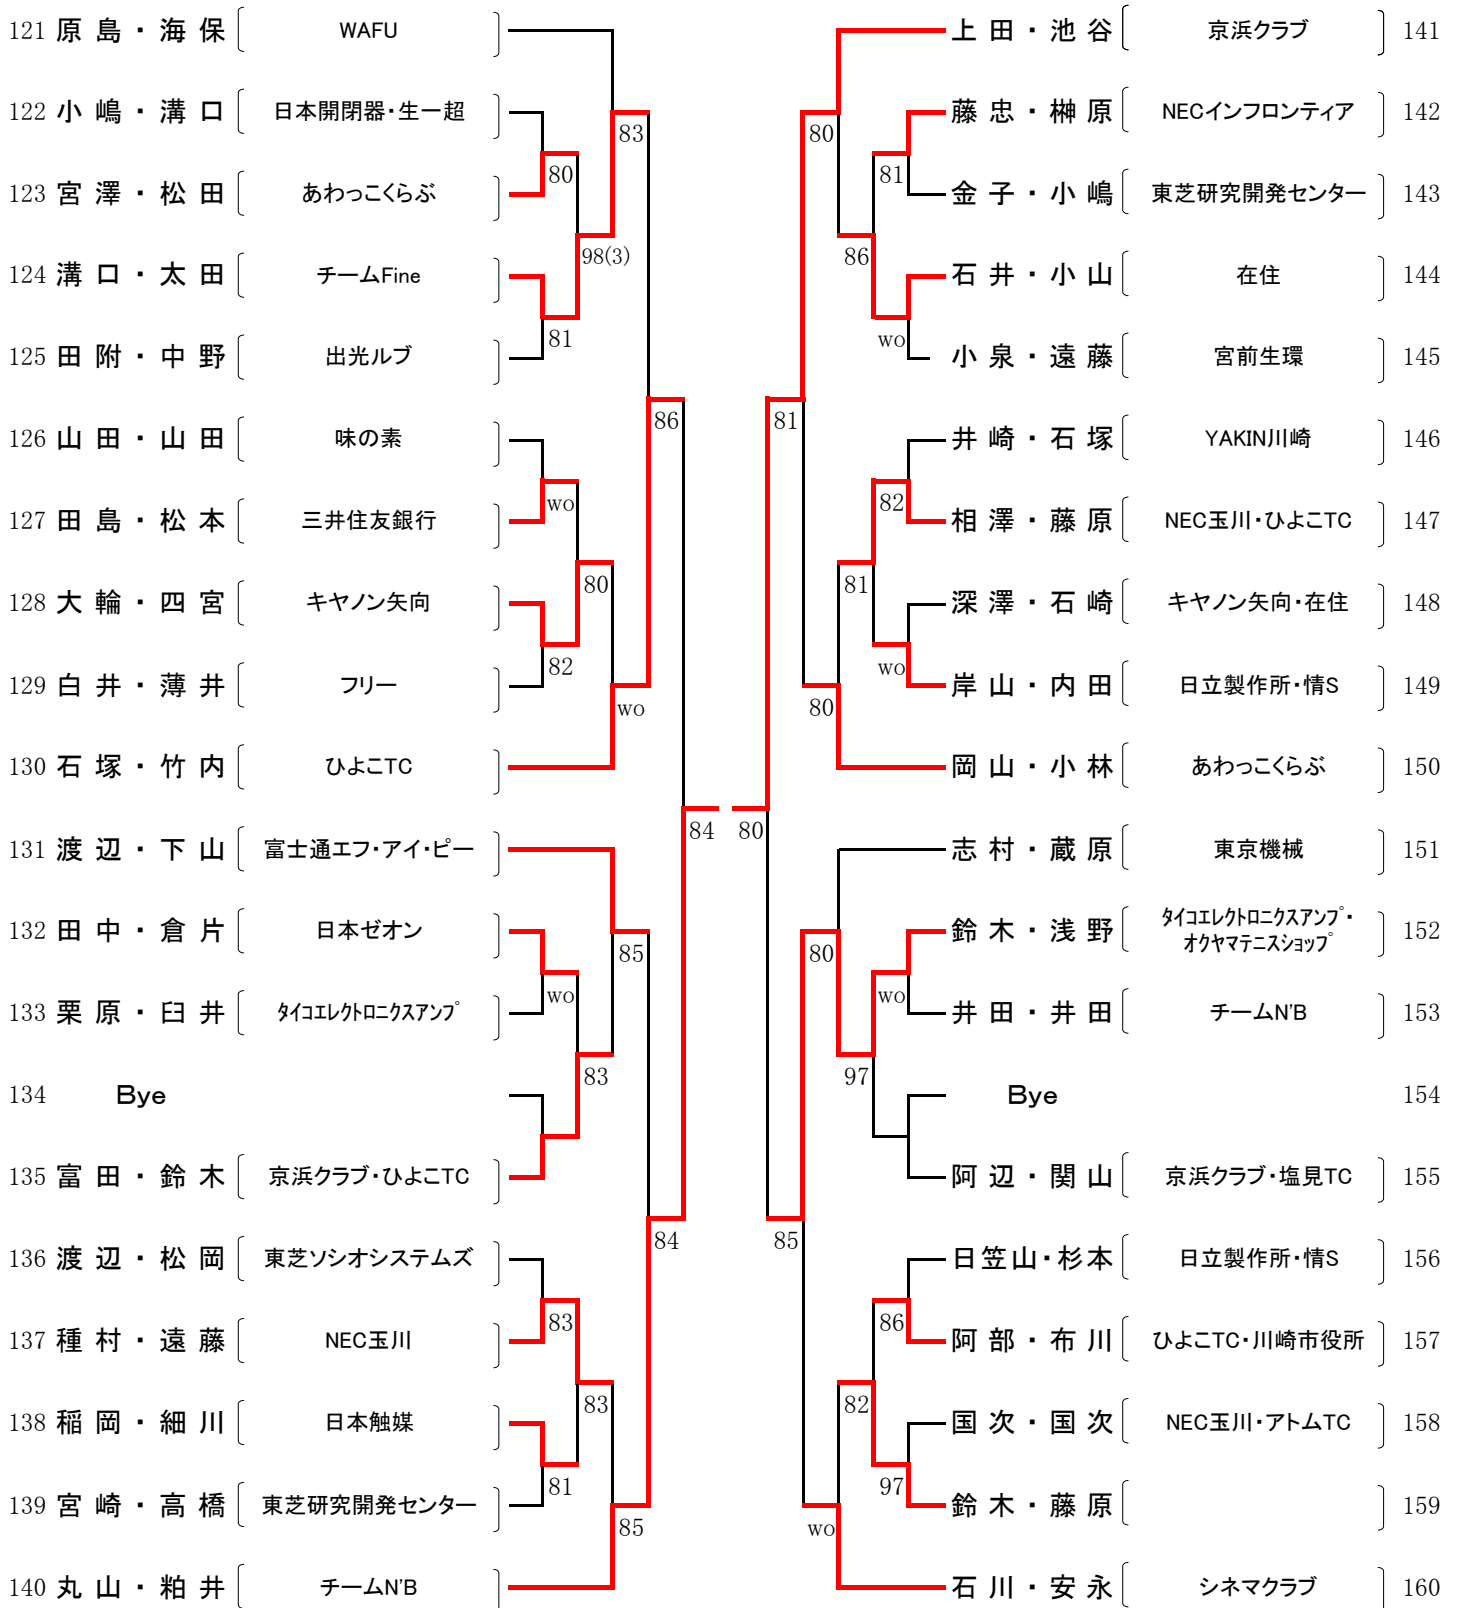 121 原島・海保 WAFU
122 小嶋・溝口 日本開閉器・生一超
123 宮澤・松田 あわっこくらぶ
124 溝口・太田 チームFine
125 田附・中野 出光ルブ
126 山田・山田 味の素
127 田島・松本 三井住友銀行
128 大輪・四宮 キヤノン矢向
129 白井・薄井 フリー
130 石塚・竹内 ひよこTC
131 渡辺・下山 富士通エフ・アイ・ピー
132 田中・倉片 日本ゼオン
133 栗原・臼井 ﾀｲｺｴﾚｸﾄﾛﾆｸｽｱﾝﾌﾟ
134 Bye
135 富田・鈴木 京浜クラブ・ひよこTC
136 渡辺・松岡 東芝ソシオシステムズ
137 種村・遠藤 NEC玉川
138 稲岡・細川 日本触媒
139 宮崎・高橋 東芝研究開発センター
140 丸山・粕井 チームN'B
80
81
wo
82
wo
83
81
98(3)
80
83
83
83
wo
85
85
86
84
84
80
81
85
80
80
80
wo
86
81
97
82
81
wo
82
wo
wo
86
97
上田・池谷 京浜クラブ 141
藤忠・榊原 NECインフロンティア 142
金子・小嶋 東芝研究開発センター 143
石井・小山 在住 144
小泉・遠藤 宮前生環 145
井崎・石塚 YAKIN川崎 146
相澤・藤原 NEC玉川・ひよこTC 147
深澤・石崎 キヤノン矢向・在住 148
岸山・内田 日立製作所・情S 149
岡山・小林 あわっこくらぶ 150
志村・蔵原 東京機械 151
鈴木・浅野 ﾀｲｺｴﾚｸﾄﾛﾆｸｽｱﾝﾌﾟ・ 152
ｵｸﾔﾏﾃﾆｽｼｮｯﾌﾟ
井田・井田 チームN'B 153
Bye 154
阿辺・関山 京浜クラブ・塩見TC 155
日笠山・杉本 日立製作所・情S 156
阿部・布川 ひよこTC・川崎市役所 157
国次・国次 NEC玉川・アトムTC 158
鈴木・藤原 159
石川・安永 シネマクラブ 160